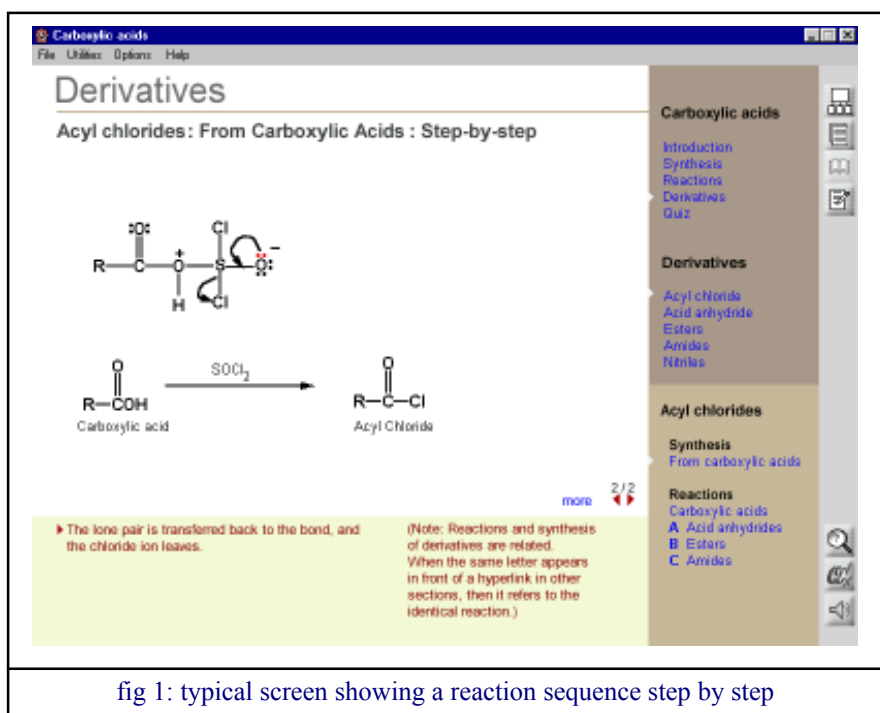 Carboxylic acids
File Utilities Options Help
Derivatives
Acyl chlorides: From Carboxylic Acids : Step-by-step
:O:
Cl
+
−
R—C—O—S—O:
H
Cl
O
SOCl2
R—COH
Carboxylic acid
O
R—C—Cl
Acyl Chloride
more
2/2
The lone pair is transferred back to the bond, and
the chloride ion leaves.
(Note: Reactions and synthesis
of derivatives are related.
When the same letter appears
in front of a hyperlink in other
sections, then it refers to the
identical reaction.)
Carboxylic acids
Introduction
Synthesis
Reactions
Derivatives
Quiz
Derivatives
Acyl chloride
Acid anhydride
Esters
Amides
Nitriles
Acyl chlorides
Synthesis
From carboxylic acids
Reactions
Carboxylic acids
A Acid anhydrides
B Esters
C Amides
fig 1: typical screen showing a reaction sequence step by step